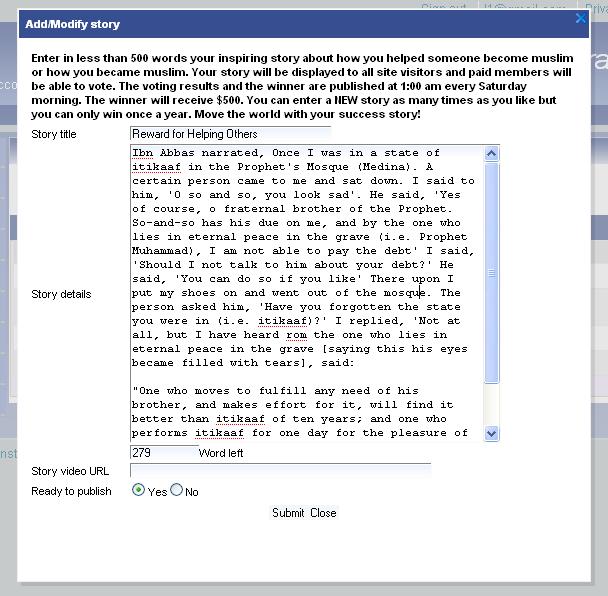 Sign out
Add/Modify story
Enter in less than 500 words your inspiring story about how you helped someone become muslim
or how you became muslim. Your story will be displayed to all site visitors and paid members will
be able to vote. The voting results and the winner are published at 1:00 am every Saturday
morning. The winner will receive $500. You can enter a NEW story as many times as you like but
you can only win once a year. Move the world with your success story!
Story title
Reward for Helping Others
Story details
Ibn Abbas narrated, Once I was in a state of
itikaaf in the Prophet's Mosque (Medina). A
certain person came to me and sat down. I said to
him, 'O so and so, you look sad'. He said, 'Yes
of course, o fraternal brother of the Prophet.
So-and-so has his due on me, and by the one who
lies in eternal peace in the grave (i.e. Prophet
Muhammad), I am not able to pay the debt' I said,
'Should I not talk to him about your debt?' He
said, 'You can do so if you like' There upon I
put my shoes on and went out of the mosque. The
person asked him, 'Have you forgotten the state
you were in (i.e. itikaaf)?' I replied, 'Not at
all, but I have heard rom the one who lies in
eternal peace in the grave [saying this his eyes
became filled with tears], said:
"One who moves to fulfill any need of his
brother, and makes effort for it, will find it
better than itikaaf of ten years; and one who
performs itikaaf for one day for the pleasure of
279 Word left
Story video URL
Ready to publish Yes No
Submit Close